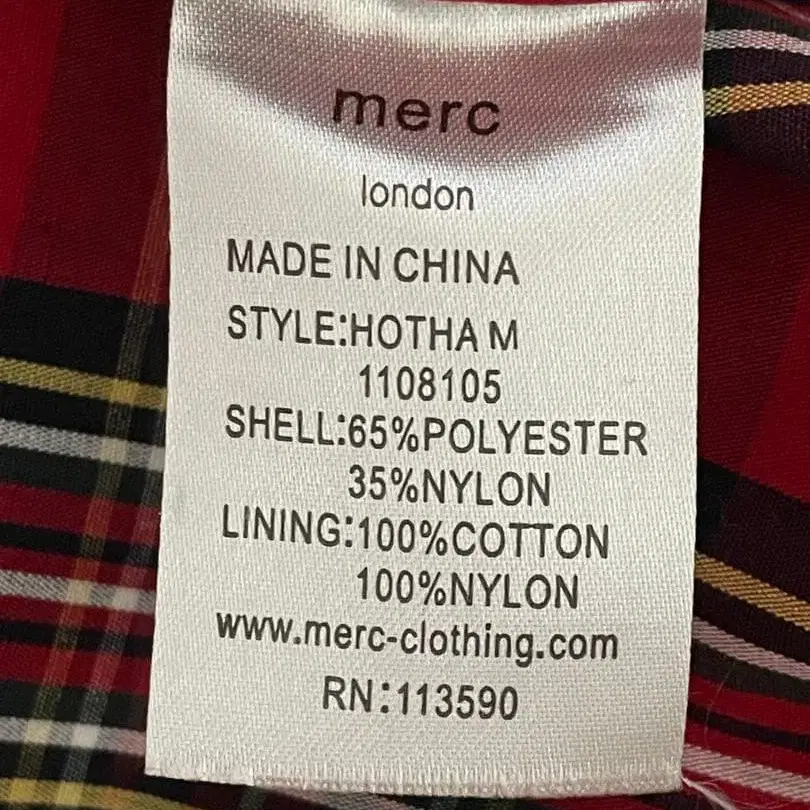 merc
london
MADE IN CHINA
STYLE:HOTHA M
1108105
SHELL:65%POLYESTER
35%NYLON
LINING:100%COTTON
100%NYLON
www.merc-clothing.com
RN:113590